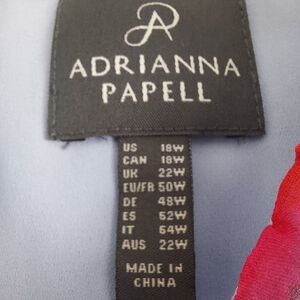 ADRIANNA
PAPELL
US 18W
CAN 18W
UK 22W
EU/FR 50W
DE 48W
ES 52W
IT 54W
AUS 22W
MADE IN
CHINA